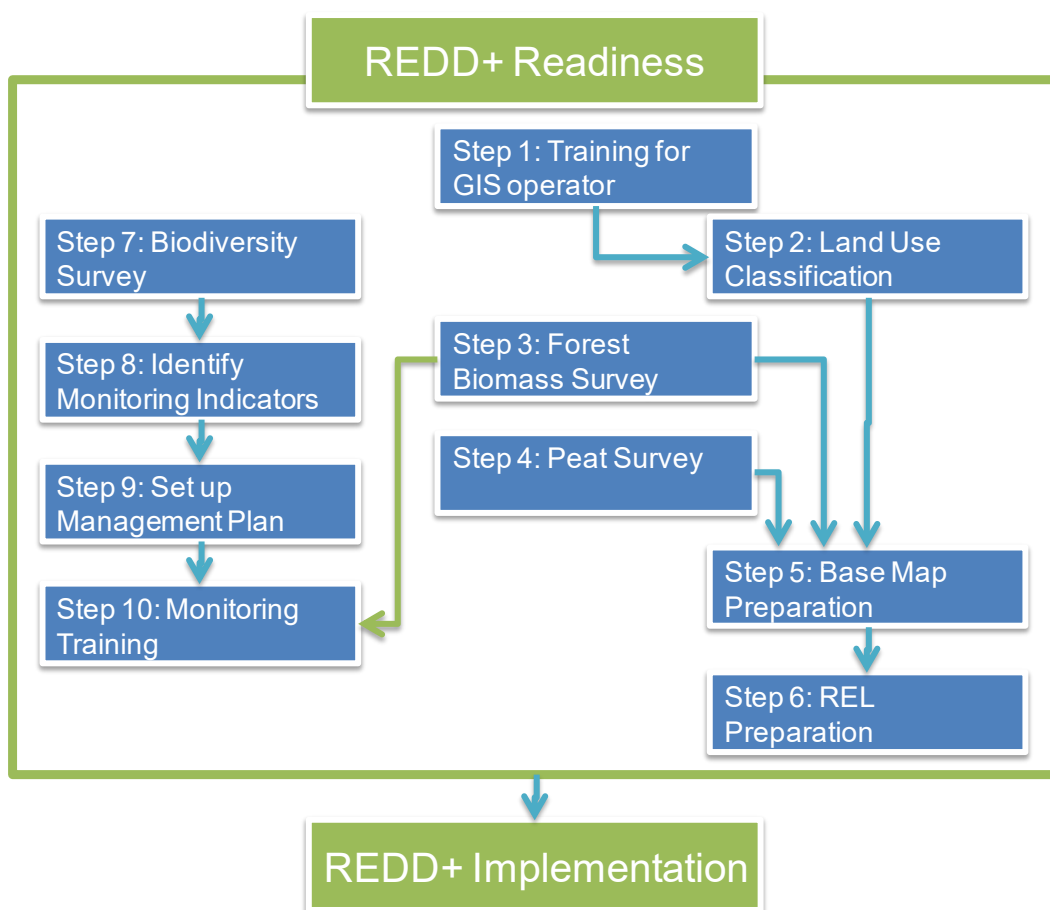 REDD+ Readiness
Step 1: Training for
GIS operator
Step 2: Land Use
Classification
Step 3: Forest
Biomass Survey
Step 4: Peat Survey
Step 5: Base Map
Preparation
Step 6: REL
Preparation
Step 7: Biodiversity
Survey
Step 8: Identify
Monitoring Indicators
Step 9: Set up
Management Plan
Step 10: Monitoring
Training
REDD+ Implementation